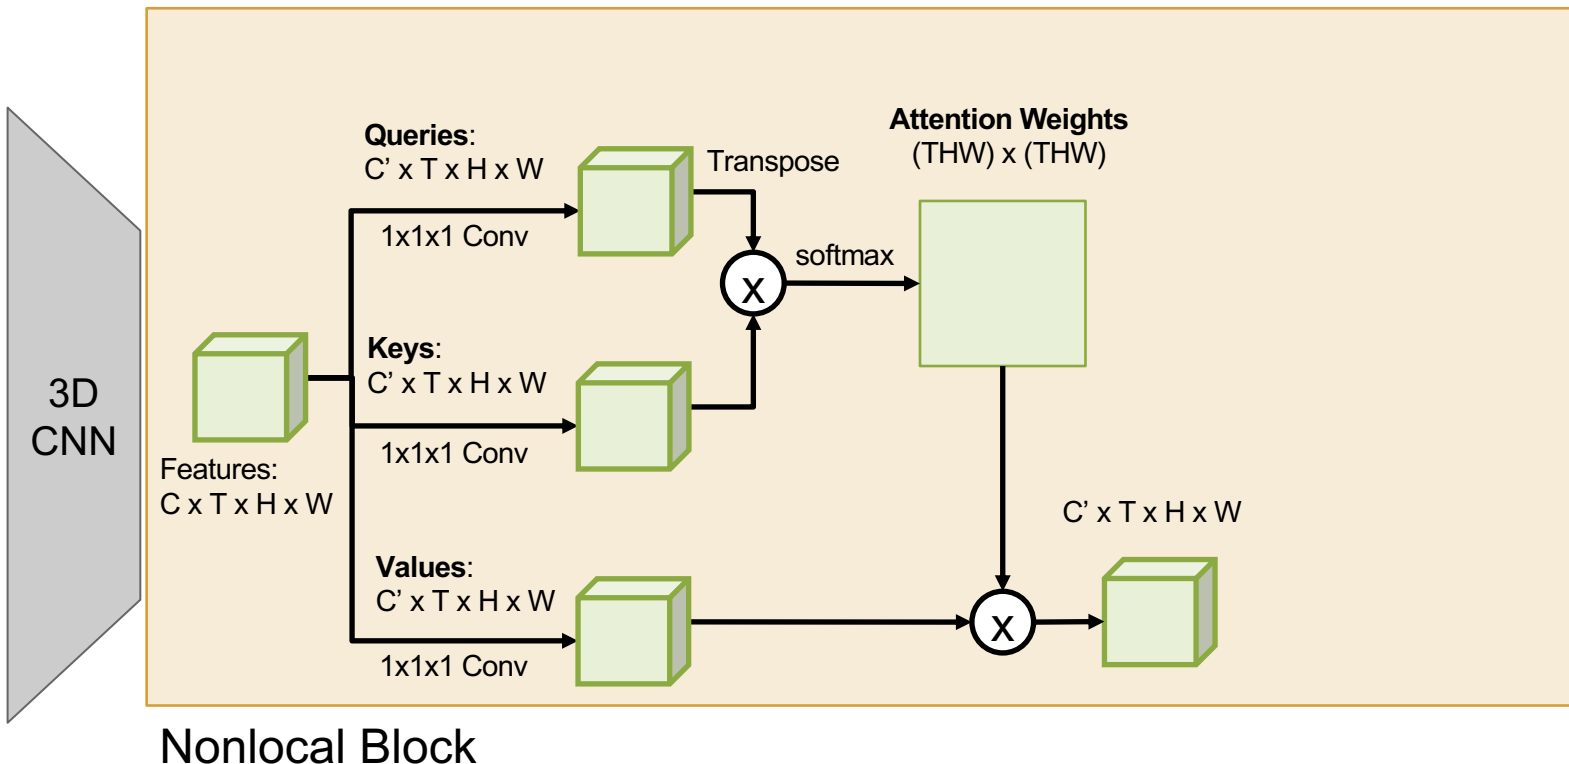 3D
CNN
Features:
C x T x H x W
Queries:
C’ x T x H x W
1x1x1 Conv
Keys:
C’ x T x H x W
1x1x1 Conv
Values:
C’ x T x H x W
1x1x1 Conv
Transpose
X
softmax
Attention Weights
(THW) x (THW)
X
C’ x T x H x W
Nonlocal Block